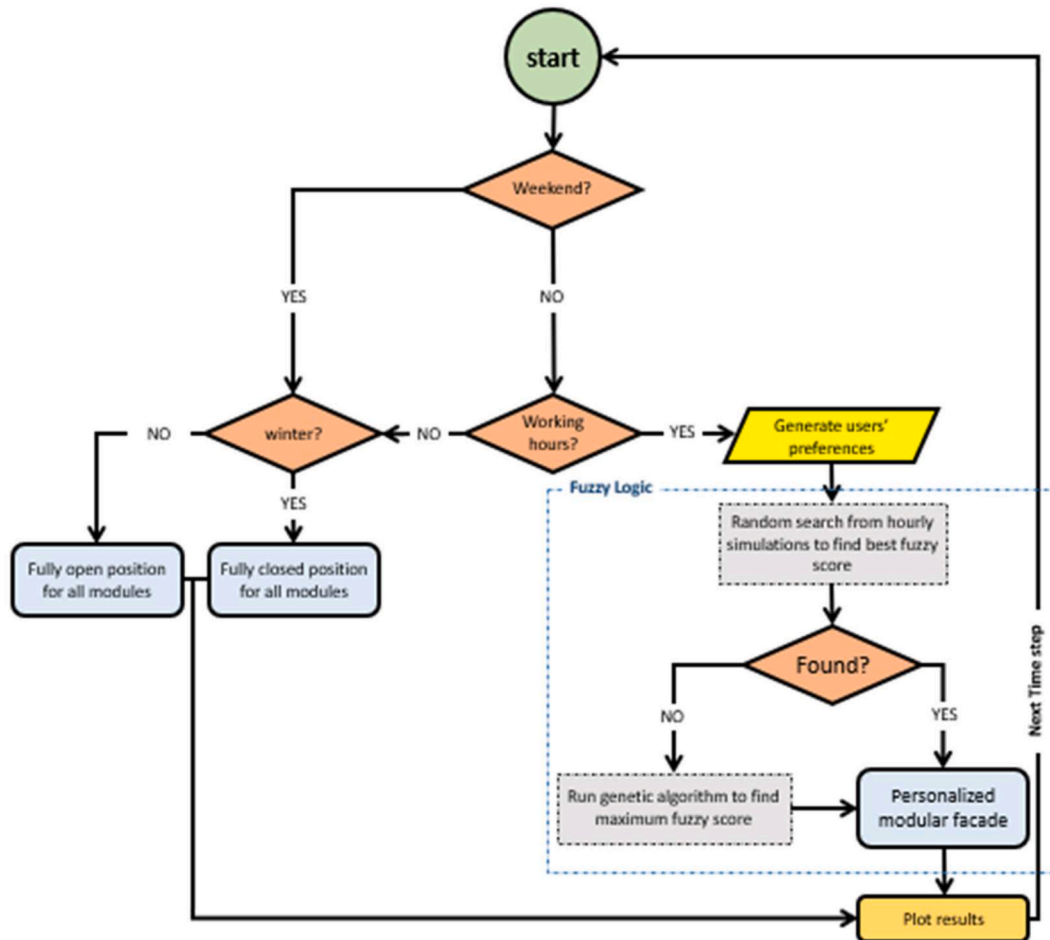 start
Weekend?
YES
NO
winter?
NO
Working
hours?
YES
Generate users'
preferences
NO
YES
Fuzzy Logic
Random search from hourly
simulations to find best fuzzy
score
Fully open position
for all modules
Fully closed position
for all modules
Found?
NO
YES
Next Time step
Run genetic algorithm to find
maximum fuzzy score
Personalized
modular facade
Plot results